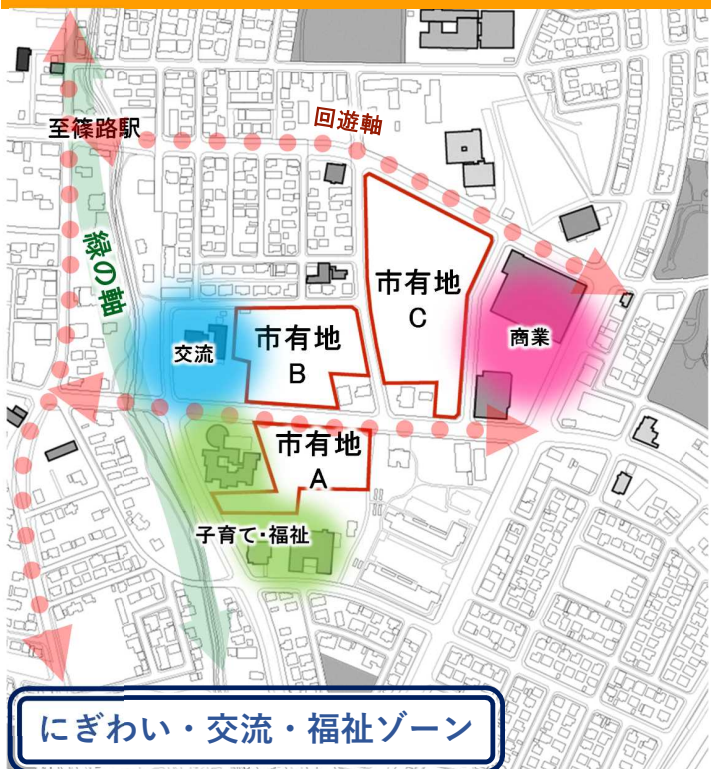 回遊軸
至篠路駅
緑の軸
市有地
C
商業
交流
市有地
B
市有地
A
子育て・福祉
にぎわい・交流・福祉ゾーン